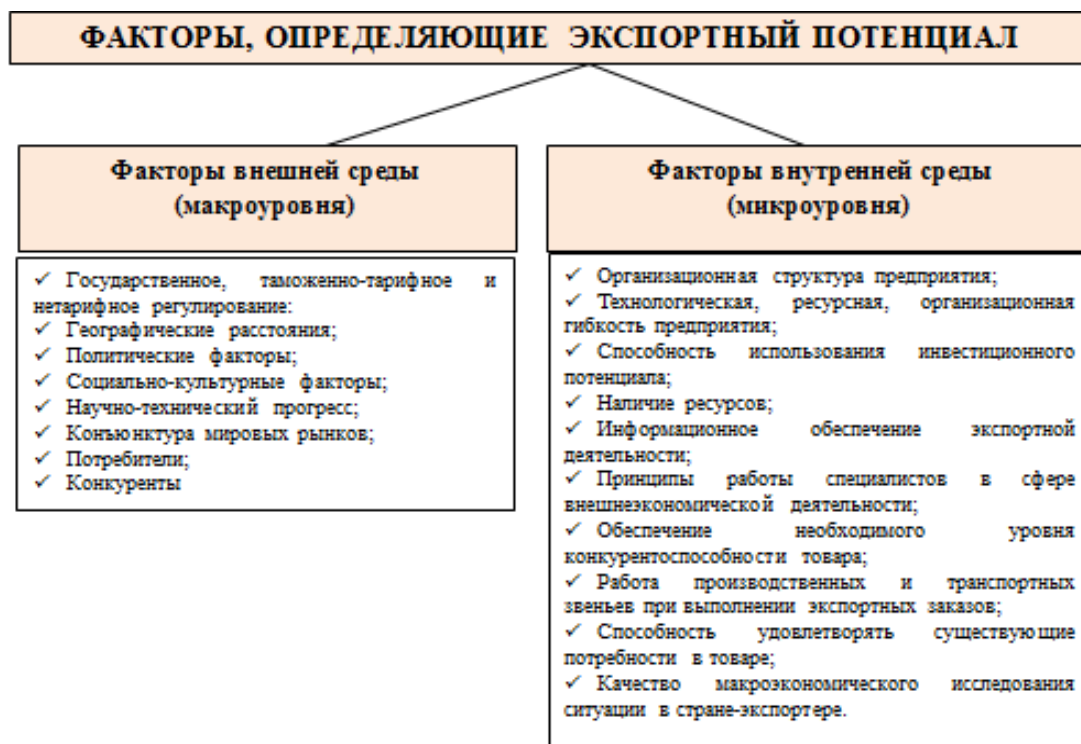 ФАКТОРЫ, ОПРЕДЕЛЯЮЩИЕ ЭКСПОРТНЫЙ ПОТЕНЦИАЛ
Факторы внешней среды
(макроуровня)
✓ Государственное, таможенно-тарифное и
нетарифное регулирование:
✓ Географические расстояния;
✓ Политические факторы;
✓ Социально-культурные факторы;
✓ Научно-технический прогресс;
✓ Конъюнктура мировых рынков;
✓ Потребители;
✓ Конкуренты
Факторы внутренней среды
(микроуровня)
✓ Организационная структура предприятия;
✓ Технологическая, ресурсная, организационная
гибкость предприятия;
✓ Способность использования инвестиционного
потенциала;
✓ Наличие ресурсов;
✓ Информационное обеспечение экспортной
деятельности;
✓ Принципы работы специалистов в сфере
внешнеэкономической деятельности;
✓ Обеспечение необходимого уровня
конкурентоспособности товара;
✓ Работа производственных и транспортных
звеньев при выполнении экспортных заказов;
✓ Способность удовлетворять существующие
потребности в товаре;
✓ Качество макроэкономического исследования
ситуации в стране-экспортере.